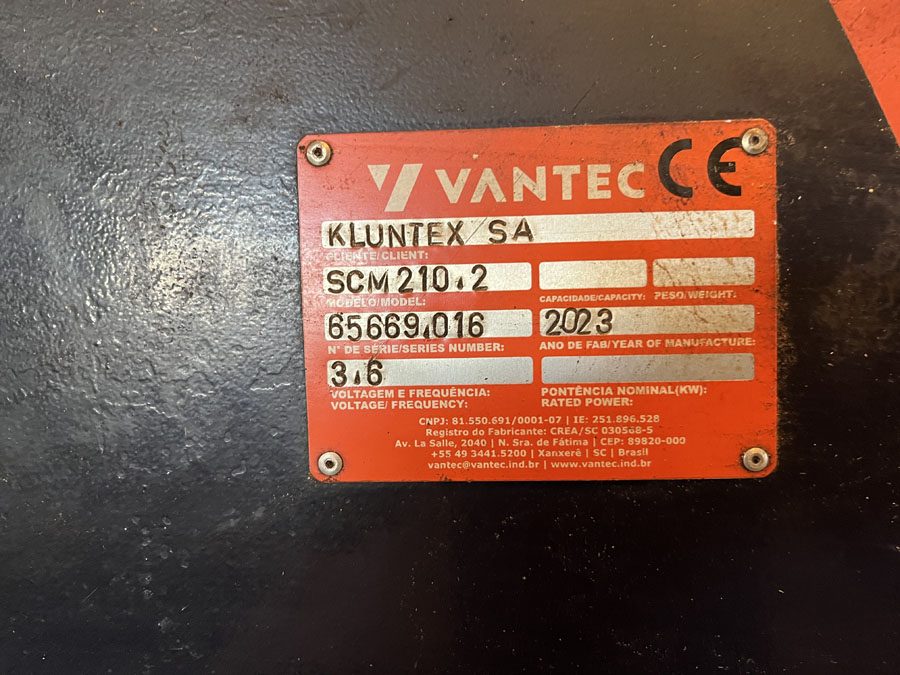 VANTEC CE
KLUNTEX SA
CLIENTE/CLIENT:
SCM210.2
MODELO/MODEL: CAPACIDADE/CAPACITY: PESO/WEIGHT:
65669.016 2023
N° DE SÉRIE/SERIES NUMBER: ANO DE FAB/YEAR OF MANUFACTURE:
3.6
VOLTAGEM E FREQUÊNCIA: PONTÊNCIA NOMINAL(KW):
VOLTAGE/ FREQUENCY: RATED POWER:
CNPJ: 81.550.691/0001-07 | IE: 251.896.528
Registro do Fabricante: CREA/SC 030568-5
Av. La Salle, 2040 | N. Sra. de Fátima | CEP: 89820-000
+55 49 3441.5200 | Xanxerê | SC | Brasil
vantec@vantec.ind.br | www.vantec.ind.br